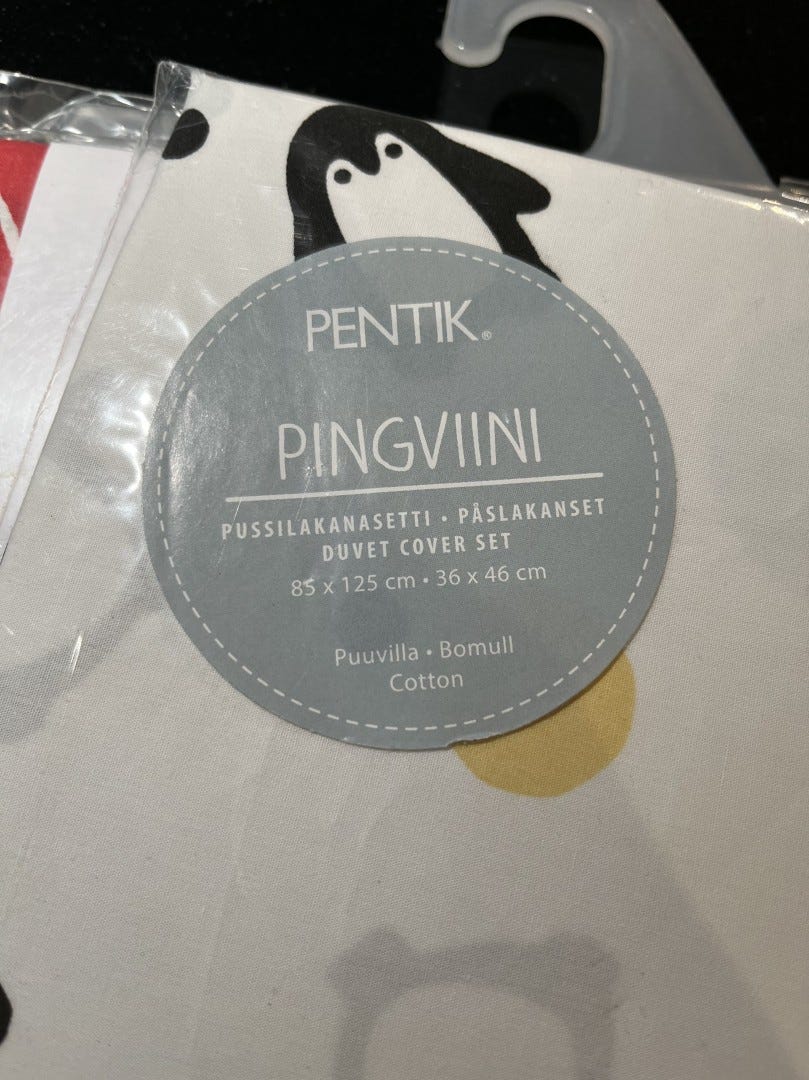 PENTIK®
PINGVIINI
PUSSILAKANASETTI • PÅSLAKANSET
DUVET COVER SET
85 x 125 cm • 36 x 46 cm
Puuvilla • Bomull
Cotton